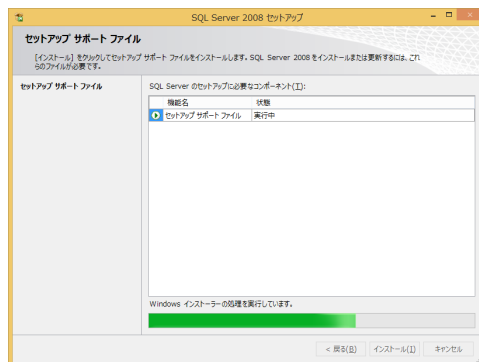 SQL Server 2008 セットアップ
セットアップ サポート ファイル
[インストール] をクリックしてセットアップ サポート ファイルをインストールします。SQL Server 2008 をインストールまたは更新するには、これ
らのファイルが必要です。
セットアップ サポート ファイル
SQL Server のセットアップに必要なコンポーネント(I):
機能名 状態
セットアップ サポート ファイル 実行中
Windows インストーラーの処理を実行しています。
< 戻る(B) インストール(I) キャンセル